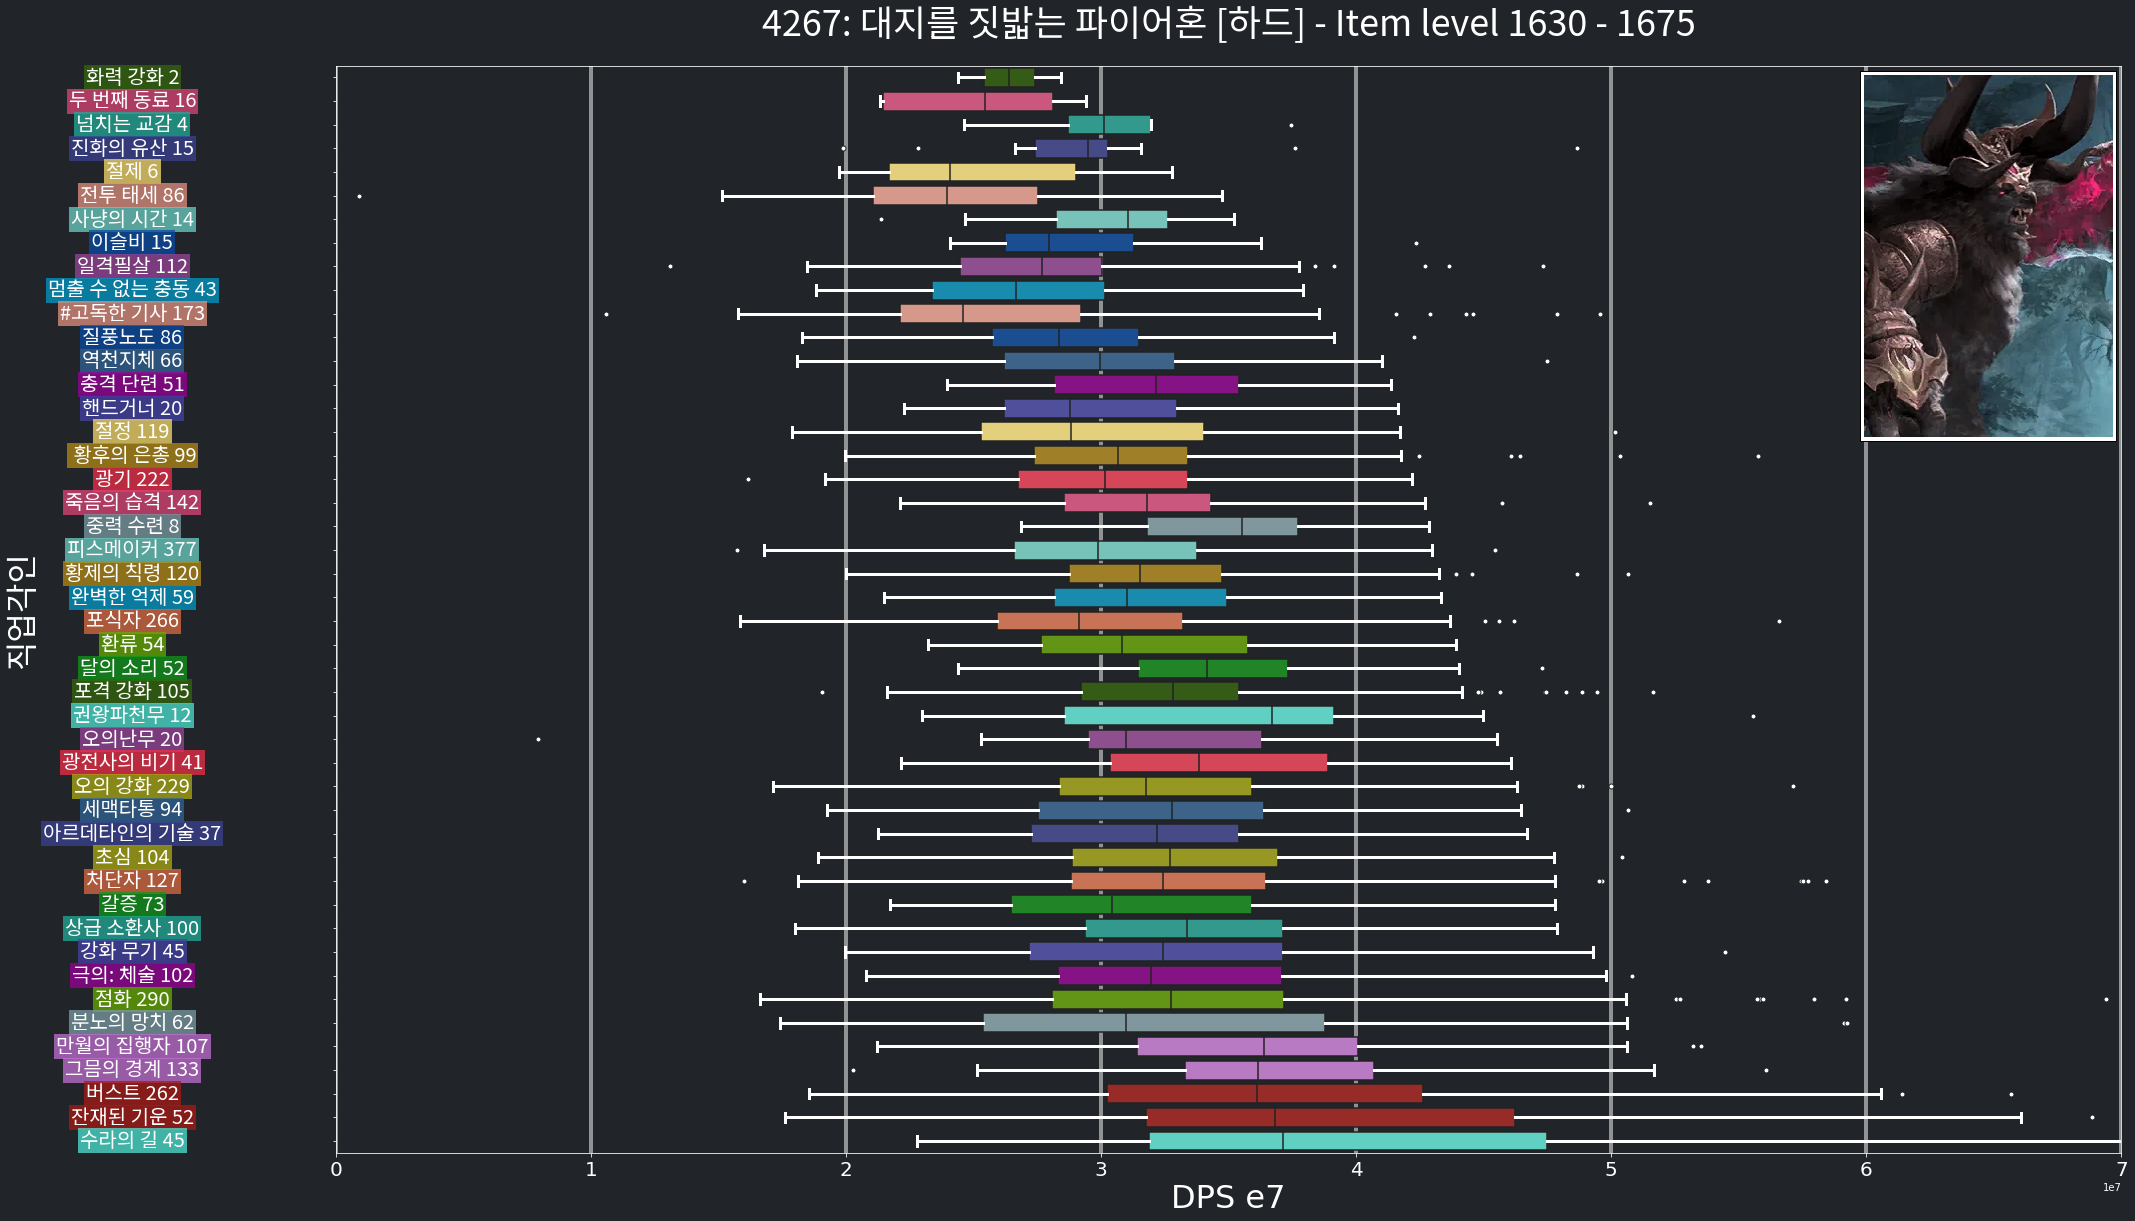 4267: 대지를 짓밟는 파이어혼 [하드] - Item level 1630 - 1675
직업각인
화력 강화 2
두 번째 동료 16
넘치는 교감 4
진화의 유산 15
절제 6
전투 태세 86
사냥의 시간 14
이슬비 15
일격필살 112
멈출 수 없는 충동 43
#고독한 기사 173
질풍노도 86
역천지체 66
충격 단련 51
핸드거너 20
절정 119
황후의 은총 99
광기 222
죽음의 습격 142
중력 수련 8
피스메이커 377
황제의 칙령 120
완벽한 억제 59
포식자 266
환류 54
달의 소리 52
포격 강화 105
권왕파천무 12
오의난무 20
광전사의 비기 41
오의 강화 229
세맥타통 94
아르데타인의 기술 37
초심 104
처단자 127
갈증 73
상급 소환사 100
강화 무기 45
극의: 체술 102
점화 290
분노의 망치 62
만월의 집행자 107
그믐의 경계 133
버스트 262
잔재된 기운 52
수라의 길 45
0 1 2 3 4 5 6 7
1e7
DPS e7